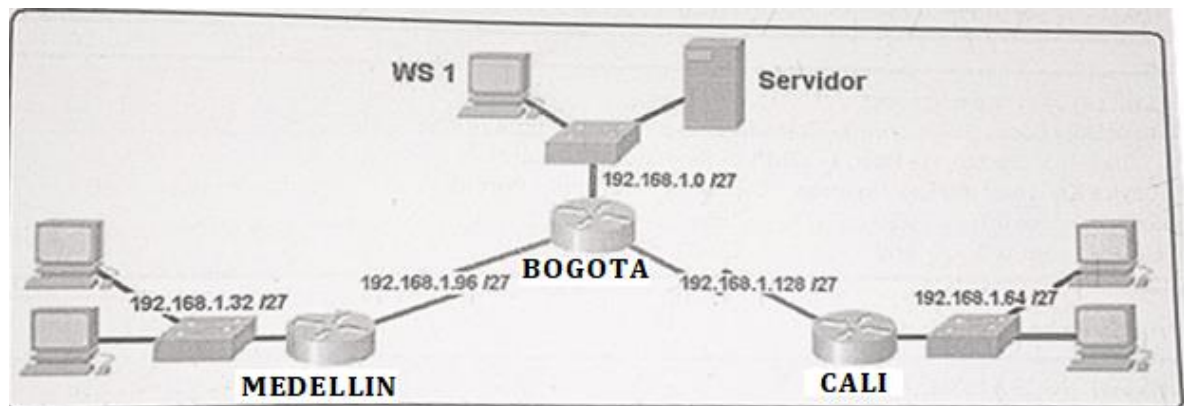 WS 1
Servidor
192.168.1.0 /27
BOGOTA
192.168.1.96 /27
192.168.1.128 /27
192.168.1.32 /27
192.168.1.64 /27
MEDELLIN
CALI